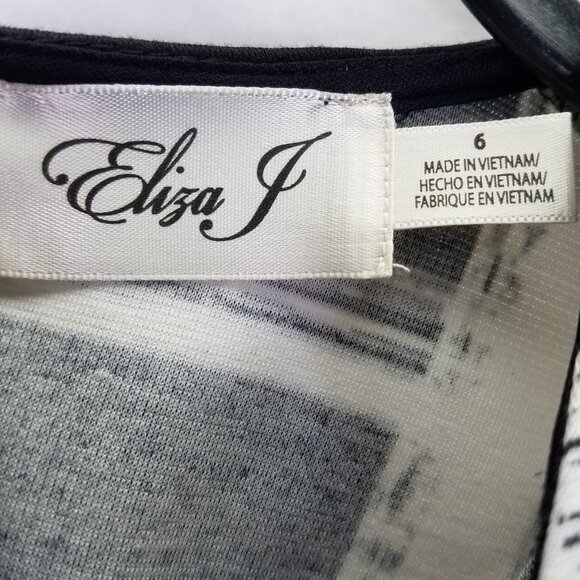 Eliza J
6
MADE IN VIETNAM/
HECHO EN VIETNAM/
FABRIQUE EN VIETNAM